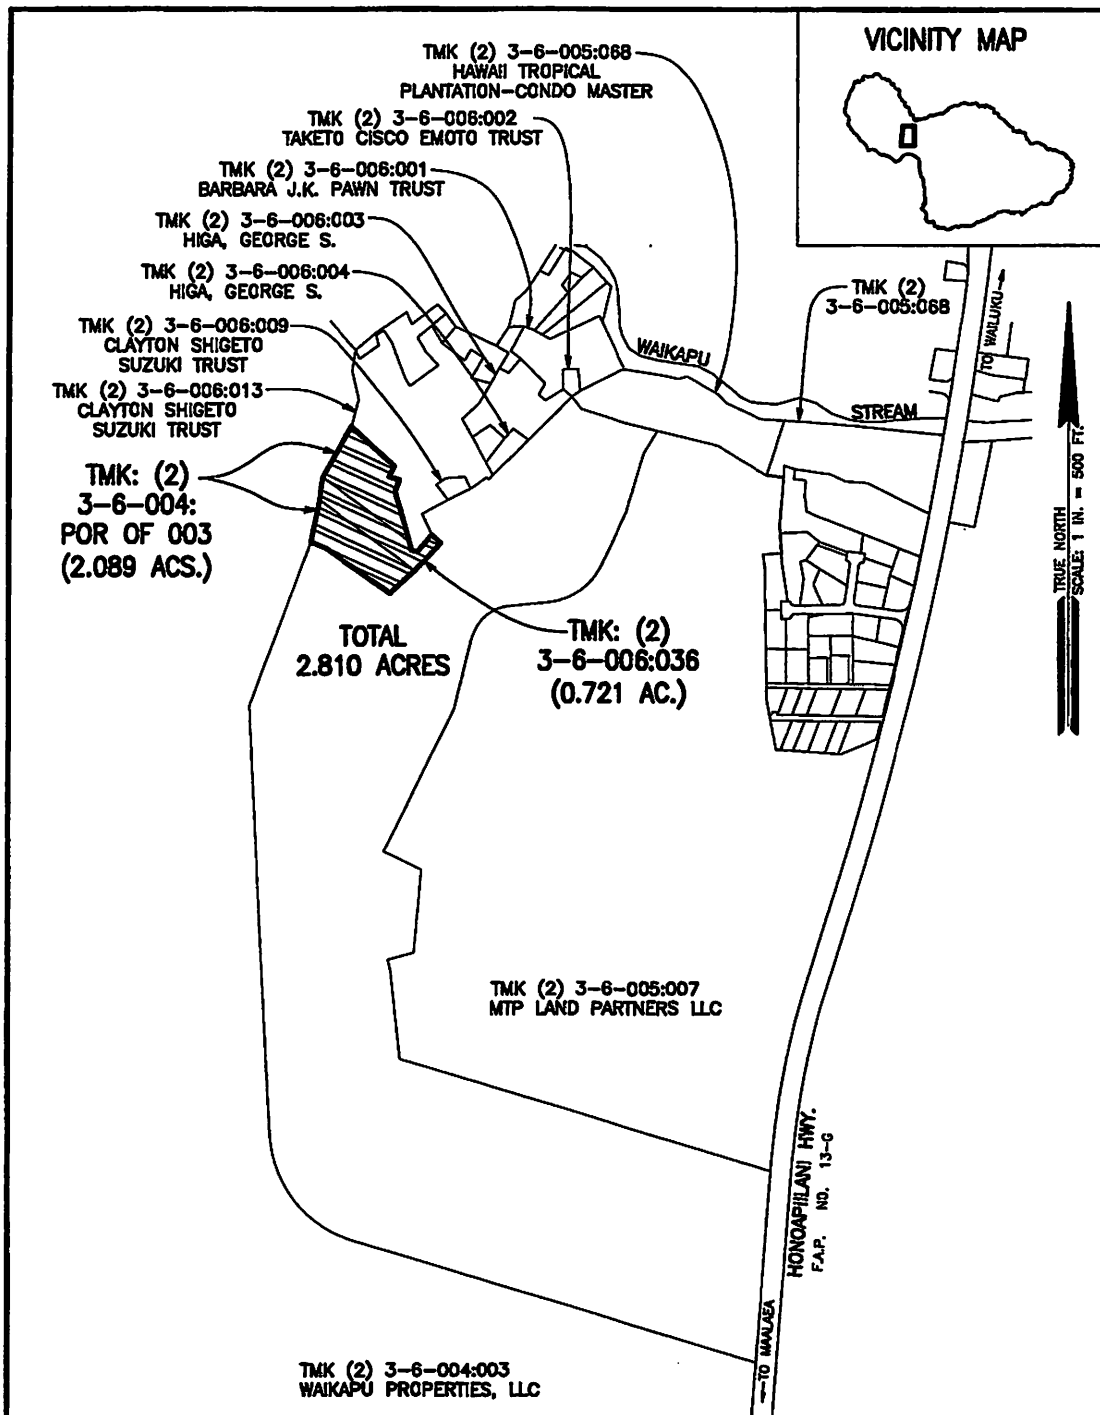 VICINITY MAP
TMK (2) 3-6-005:068
HAWAII TROPICAL
PLANTATION-CONDO MASTER
TMK (2) 3-6-006:002
TAKETO CISCO EMOTO TRUST
TMK (2) 3-6-006:001
BARBARA J.K. PAWN TRUST
TMK (2) 3-6-006:003
HIGA, GEORGE S.
TMK (2) 3-6-006:004
HIGA, GEORGE S.
TMK (2) 3-6-006:009
CLAYTON SHIGETO
SUZUKI TRUST
TMK (2) 3-6-006:013
CLAYTON SHIGETO
SUZUKI TRUST
TMK: (2)
3-6-004:
POR OF 003
(2.089 ACS.)
TMK (2)
3-6-005:068
WAIKAPU
STREAM
TO WAILUKU
TRUE NORTH
SCALE: 1 IN. = 500 FT.
TOTAL
2.810 ACRES
TMK: (2)
3-6-006:036
(0.721 AC.)
TMK (2) 3-6-005:007
MTP LAND PARTNERS LLC
HONOAPIILANI HWY.
F.A.P. NO. 13-G
TO MAALAEA
TMK (2) 3-6-004:003
WAIKAPU PROPERTIES, LLC